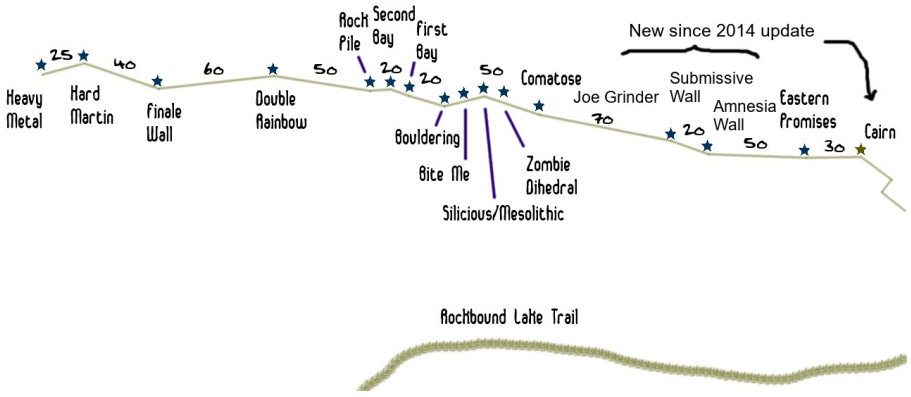 New since 2014 update
Rock
Pile
Second
Bay
First
Bay
25
40
60
50
20
20
50
70
20
50
30
Heavy
Metal
Hard
Martin
Finale
Wall
Double
Rainbow
Bouldering
Bite Me
Silicious/Mesolithic
Zombie
Dihedral
Comatose
Joe Grinder
Submissive
Wall
Amnesia
Wall
Eastern
Promises
Cairn
Rockbound Lake Trail